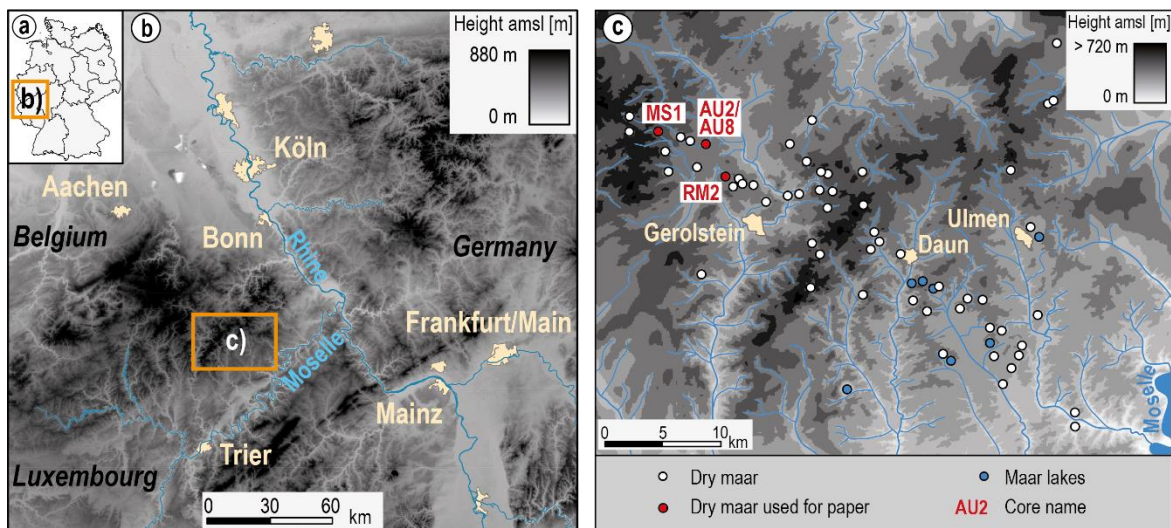 a
b)
b
Height amsl [m]
880 m
0 m
Köln
Aachen
Belgium
Bonn
Rhine
Germany
c)
Moselle
Frankfurt/Main
Mainz
Trier
Luxembourg
0 30 60
km
c
Height amsl [m]
> 720 m
0 m
MS1
AU2/
AU8
RM2
Gerolstein
Ulmen
Daun
Moselle
0 5 10
km
Dry maar
Maar lakes
Dry maar used for paper
AU2 Core name